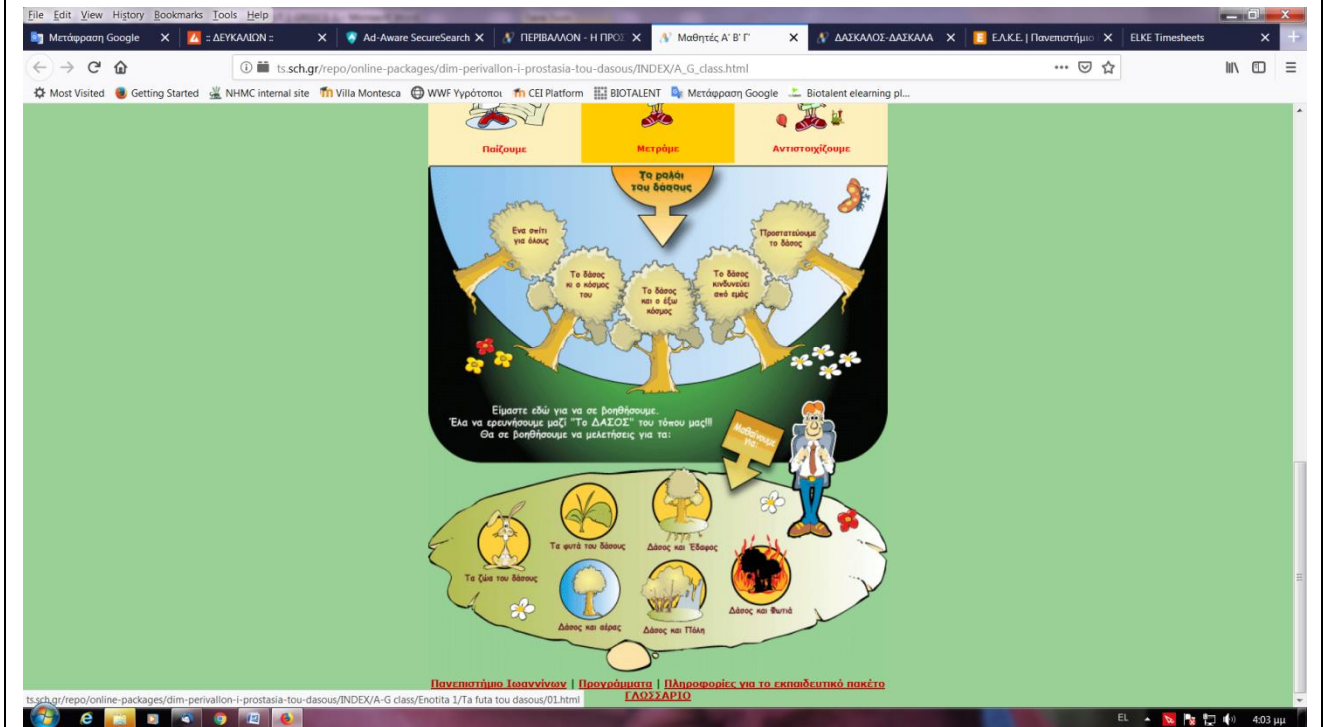 File Edit View History Bookmarks Tools Help
Μετάφραση Google
:: ΔΕΥΚΑΛΙΩΝ ::
Ad-Aware SecureSearch
ΠΕΡΙΒΑΛΛΟΝ - Η ΠΡΟΣ
Μαθητές Α' Β' Γ'
ΔΑΣΚΑΛΟΣ-ΔΑΣΚΑΛΑ
Ε.Λ.Κ.Ε. | Πανεπιστήμιο
ELKE Timesheets
ts.sch.gr/repo/online-packages/dim-perivallon-i-prostasia-tou-dasous/INDEX/A_G_class.html
Most Visited Getting Started NHMC internal site Villa Montesca WWF Υγρότοποι CEI Platform BIOTALENT Μετάφραση Google Biotalent elearning pl...
Παίζουμε Μετράμε Αντιστοιχίζουμε
Το ρολόι
του δάσους
Ενα σπίτι
για όλους
Το δάσος
κι ο κόσμος
του
Το δάσος
και ο έξω
κόσμος
Το δάσος
κινδυνεύει
από εμάς
Προστατεύουμε
το δάσος
Είμαστε εδώ για να σε βοηθήσουμε.
Έλα να ερευνήσουμε μαζί "Το ΔΑΣΟΣ" του τόπου μας!!!
Θα σε βοηθήσουμε να μελετήσεις για τα:
Μαθαίνουμε
για:
Τα ζώα του δάσους
Τα φυτά του δάσους
Δάσος και Έδαφος
Δάσος και αέρας
Δάσος και Πόλη
Δάσος και Φωτιά
Πανεπιστήμιο Ιωαννίνων | Προγράμματα | Πληροφορίες για το εκπαιδευτικό πακέτο
ΓΛΩΣΣΑΡΙΟ
ts.sch.gr/repo/online-packages/dim-perivallon-i-prostasia-tou-dasous/INDEX/A-G class/Enotita 1/Ta futa tou dasous/01.html
EL 4:03 μμ